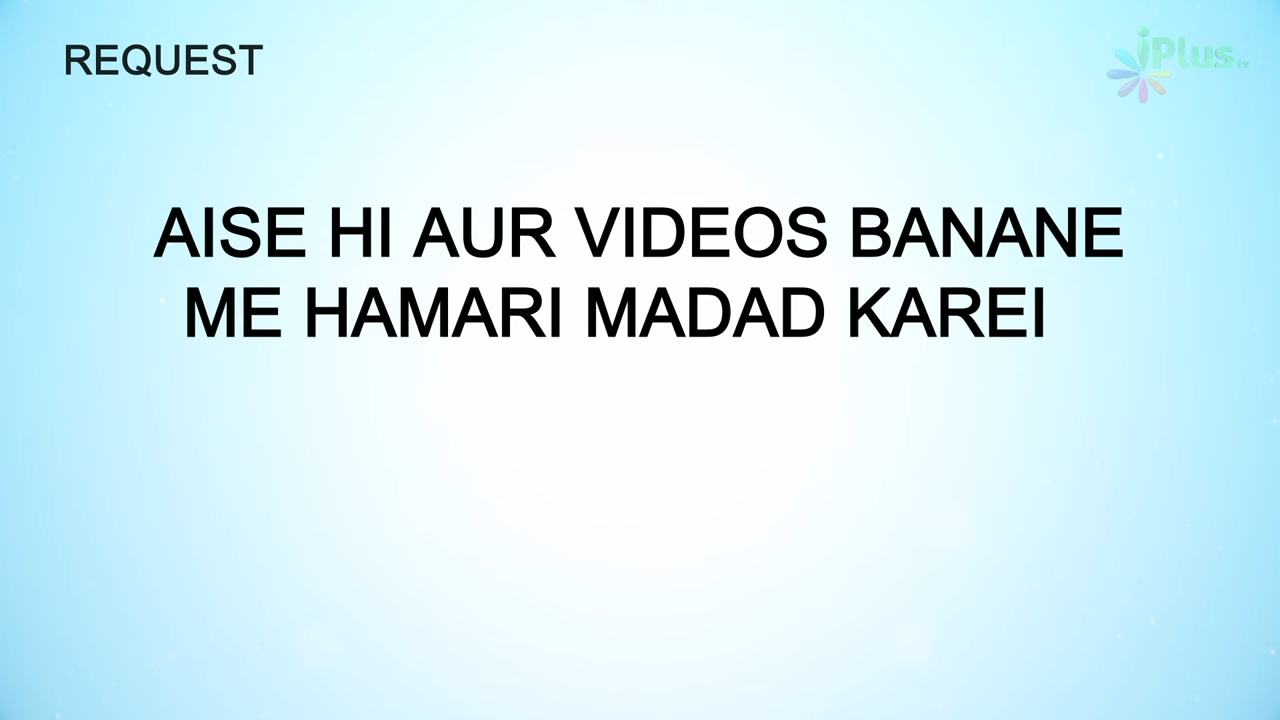 REQUEST
iPlus.tv
AISE HI AUR VIDEOS BANANE
ME HAMARI MADAD KAREI